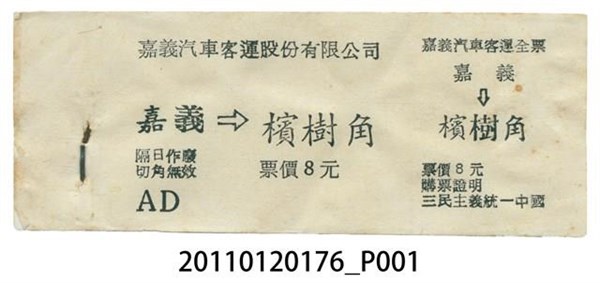 嘉義汽車客運股份有限公司
嘉義⇨檳樹角
隔日作廢
切角無效
票價8元
AD
嘉義汽車客運全票
嘉義
⇩
檳樹角
票價8元
購票證明
三民主義統一中國
20110120176_P001